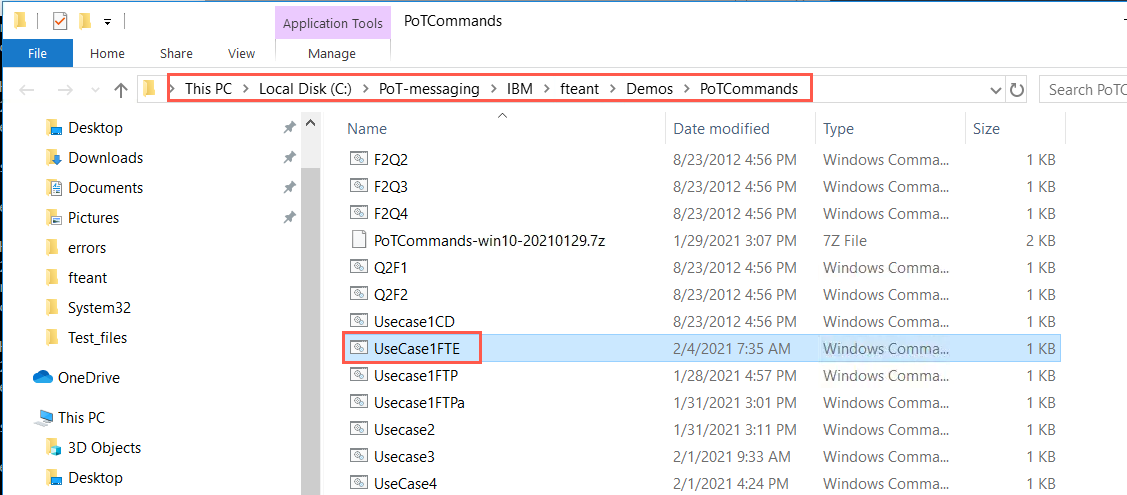 Application Tools PoTCommands
File Home Share View Manage
This PC Local Disk (C:) PoT-messaging IBM fteant Demos PoTCommands Search PoTC
Name Date modified Type Size
Desktop
Downloads
Documents
Pictures
errors
fteant
System32
Test_files
OneDrive
This PC
3D Objects
Desktop
F2Q2 8/23/2012 4:56 PM Windows Comma... 1 KB
F2Q3 8/23/2012 4:56 PM Windows Comma... 1 KB
F2Q4 8/23/2012 4:56 PM Windows Comma... 1 KB
PoTCommands-win10-20210129.7z 1/29/2021 3:07 PM 7Z File 2 KB
Q2F1 8/23/2012 4:56 PM Windows Comma... 1 KB
Q2F2 8/23/2012 4:56 PM Windows Comma... 1 KB
Usecase1CD 8/23/2012 4:56 PM Windows Comma... 1 KB
UseCase1FTE 2/4/2021 7:35 AM Windows Comma... 1 KB
Usecase1FTP 1/28/2021 4:57 PM Windows Comma... 1 KB
Usecase1FTPa 1/31/2021 3:01 PM Windows Comma... 1 KB
Usecase2 1/31/2021 3:11 PM Windows Comma... 1 KB
Usecase3 2/1/2021 9:33 AM Windows Comma... 1 KB
UseCase4 2/1/2021 4:24 PM Windows Comma... 1 KB